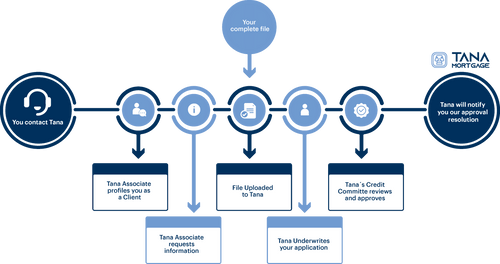 Your
complete file
TANA
MORTGAGE
You contact Tana
Tana will notify
you our approval
resolution
Tana Associate
profiles you as
a Client
File Uploaded
to Tana
Tana´s Credit
Committe reviews
and approves
Tana Associate
requests
information
Tana Underwrites
your application